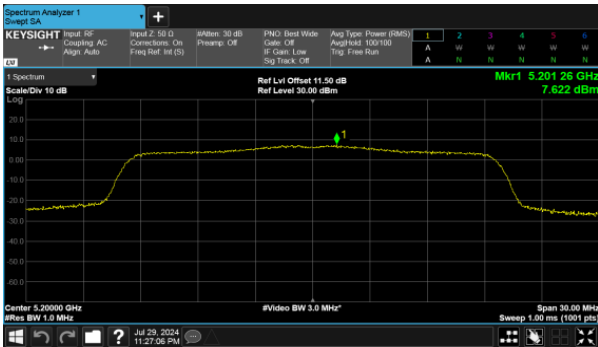 Spectrum Analyzer 1
Swept SA
KEYSIGHT
Input: RF
Coupling: AC
Align: Auto
Input Z: 50 Ω
Corrections: On
Freq Ref: Int (S)
#Atten: 30 dB
Preamp: Off
PNO: Best Wide
Gate: Off
IF Gain: Low
Sig Track: Off
Avg Type: Power (RMS)
Avg|Hold: 100/100
Trig: Free Run
1 2 3 4 5 6
A W W W W W
A N N N N N
LXI
1 Spectrum
Scale/Div 10 dB
Ref Lvl Offset 11.50 dB
Ref Level 30.00 dBm
Mkr1 5.201 26 GHz
7.622 dBm
Log
1
20.0
10.0
0.00
-10.0
-20.0
-30.0
-40.0
-50.0
-60.0
Center 5.20000 GHz
#Res BW 1.0 MHz
#Video BW 3.0 MHz*
Span 30.00 MHz
Sweep 1.00 ms (1001 pts)
?
Jul 29, 2024
11:27:06 PM